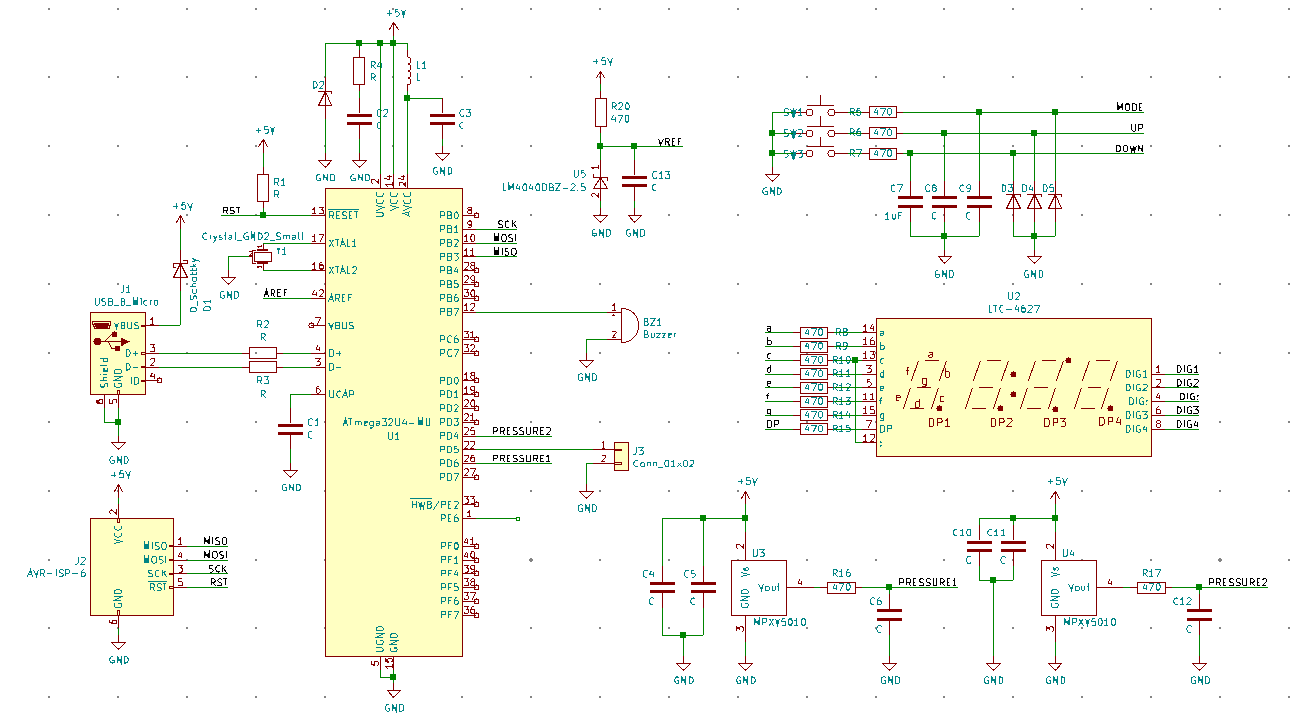 +5V
D2
R4
R
C2
C
L1
L
C3
C
GND
GND
GND
+5V
R1
R
RST
13
RESET
2
UVCC
14
VCC
24
AVCC
Crystal_GND2_Small
Y1
GND
17
XTAL1
16
XTAL2
AREF
42
AREF
7
VBUS
R2
R
4
D+
R3
R
3
D-
6
UCAP
C1
C
GND
ATmega32U4-MU
U1
PB0
8
PB1
9
SCK
PB2
10
MOSI
PB3
11
MISO
PB4
28
PB5
29
PB6
30
PB7
12
PC6
31
PC7
32
PD0
18
PD1
19
PD2
20
PD3
21
PD4
25
PRESSURE2
PD5
22
PD6
26
PRESSURE1
PD7
27
HWB/PE2
33
PE6
1
PF0
41
PF1
40
PF4
39
PF5
38
PF6
37
PF7
36
UGND
5
GND
15
GND
+5V
D_Schottky
D1
J1
USB_B_Micro
VBUS
1
D+
3
D-
2
ID
4
Shield
6
GND
5
GND
+5V
2
VCC
J2
AVR-ISP-6
MISO
1
MISO
MOSI
4
MOSI
SCK
3
SCK
RST
5
RST
GND
6
GND
+5V
R20
470
VREF
U5
LM4040DBZ-2.5
1
2
C13
C
GND
GND
1
2
BZ1
Buzzer
GND
1
2
J3
Conn_01x02
GND
SW1
R5
470
MODE
SW2
R6
470
UP
SW3
R7
470
DOWN
GND
C7
1uF
C8
C
C9
C
D3
D4
D5
GND
GND
U2
LTC-4627
a
470
R8
14
a
b
470
R9
16
b
c
470
R10
13
c
d
470
R11
3
d
e
470
R12
5
e
f
470
R13
11
f
g
470
R14
15
g
DP
470
R15
7
DP
12
:
a
f
b
g
e
d
c
DP1
DP2
DP3
DP4
DIG1
1
DIG1
DIG2
2
DIG2
DIG:
4
DIG:
DIG3
6
DIG3
DIG4
8
DIG4
+5V
C4
C
C5
C
GND
2
U3
Vs
Vout
GND
3
MPXV5010
GND
4
R16
470
PRESSURE1
C6
C
GND
+5V
C10
C
C11
C
GND
2
U4
Vs
Vout
GND
3
MPXV5010
GND
4
R17
470
PRESSURE2
C12
C
GND